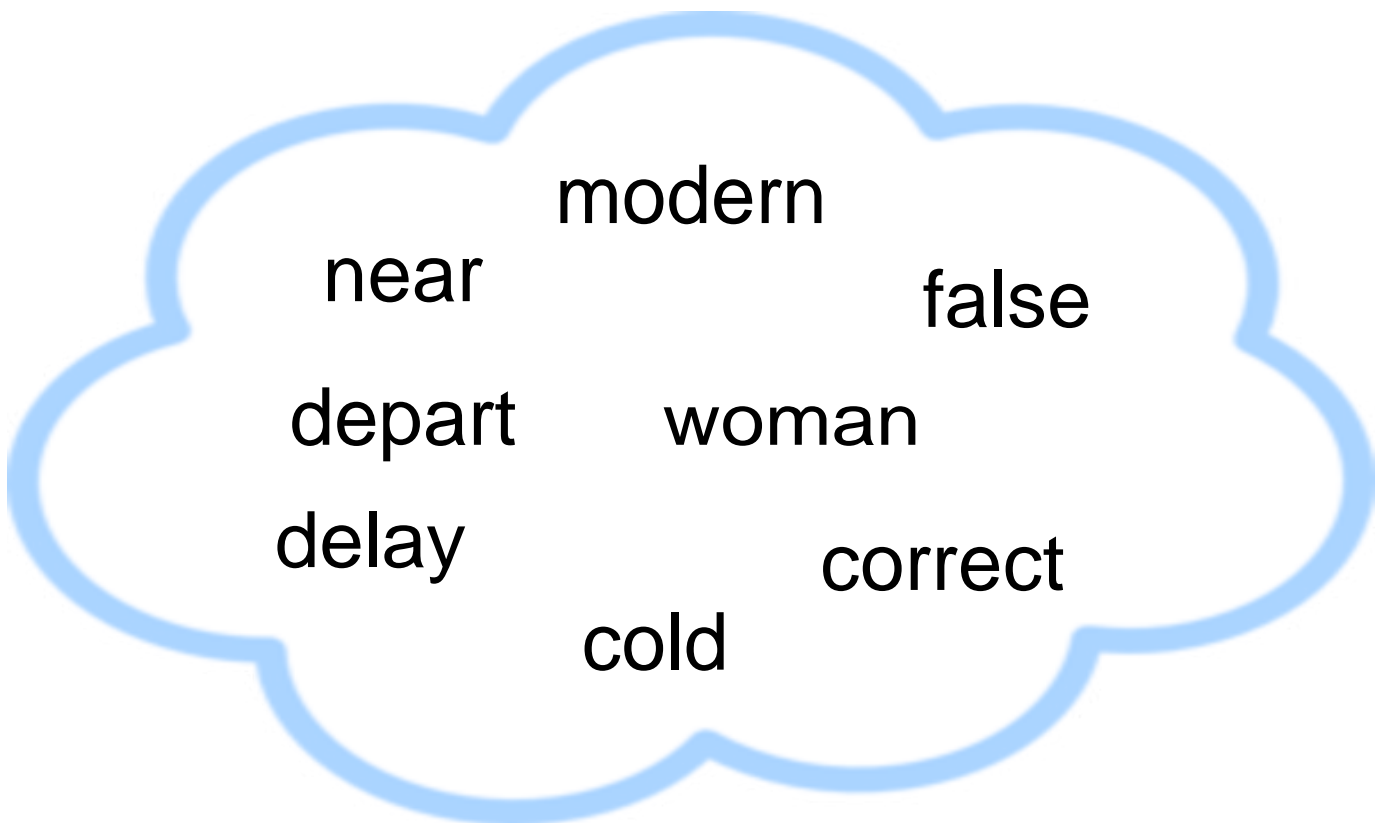 modern
near
false
depart woman
delay
correct
cold